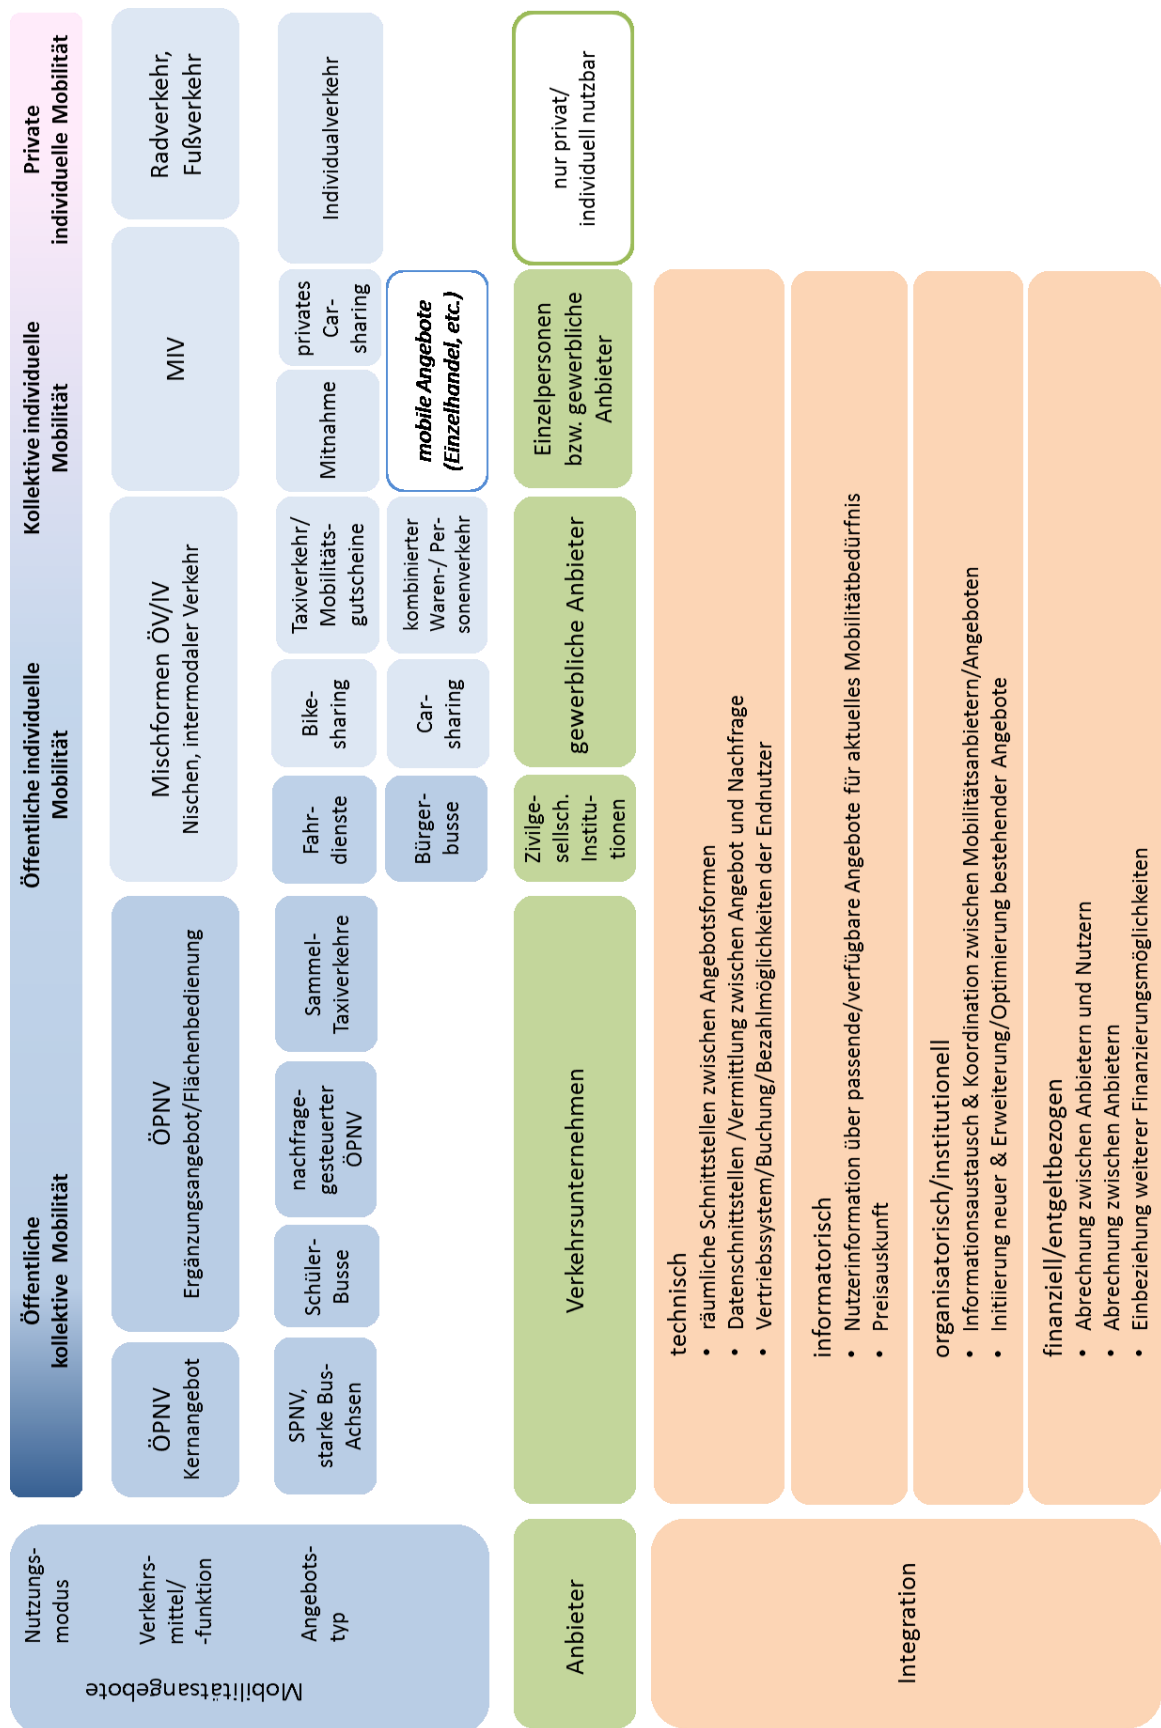 Mobilitätsangebote
Nutzungs-
modus
Öffentliche
kollektive Mobilität
Öffentliche individuelle
Mobilität
Kollektive individuelle
Mobilität
Private
individuelle Mobilität
Verkehrs-
mittel/
-funktion
ÖPNV
Kernangebot
ÖPNV
Ergänzungsangebot/Flächenbedienung
Mischformen ÖV/IV
Nischen, intermodaler Verkehr
MIV
Radverkehr,
Fußverkehr
Angebots-
typ
SPNV,
starke Bus-
Achsen
Schüler-
Busse
nachfrage-
gesteuerter
ÖPNV
Sammel-
Taxiverkehre
Fahr-
dienste
Bike-
sharing
Taxiverkehr/
Mobilitäts-
gutscheine
Mitnahme
privates
Car-
sharing
Individualverkehr
Bürger-
busse
Car-
sharing
kombinierter
Waren-/ Per-
sonenverkehr
mobile Angebote
(Einzelhandel, etc.)
Anbieter
Verkehrsunternehmen
Zivilge-
sellsch.
Institu-
tionen
gewerbliche Anbieter
Einzelpersonen
bzw. gewerbliche
Anbieter
nur privat/
individuell nutzbar
Integration
technisch
• räumliche Schnittstellen zwischen Angebotsformen
• Datenschnittstellen /Vermittlung zwischen Angebot und Nachfrage
• Vertriebssystem/Buchung/Bezahlmöglichkeiten der Endnutzer
informatorisch
• Nutzerinformation über passende/verfügbare Angebote für aktuelles Mobilitätbedürfnis
• Preisauskunft
organisatorisch/institutionell
• Informationsaustausch & Koordination zwischen Mobilitätsanbietern/Angeboten
• Initiierung neuer & Erweiterung/Optimierung bestehender Angebote
finanziell/entgeltbezogen
• Abrechnung zwischen Anbietern und Nutzern
• Abrechnung zwischen Anbietern
• Einbeziehung weiterer Finanzierungsmöglichkeiten